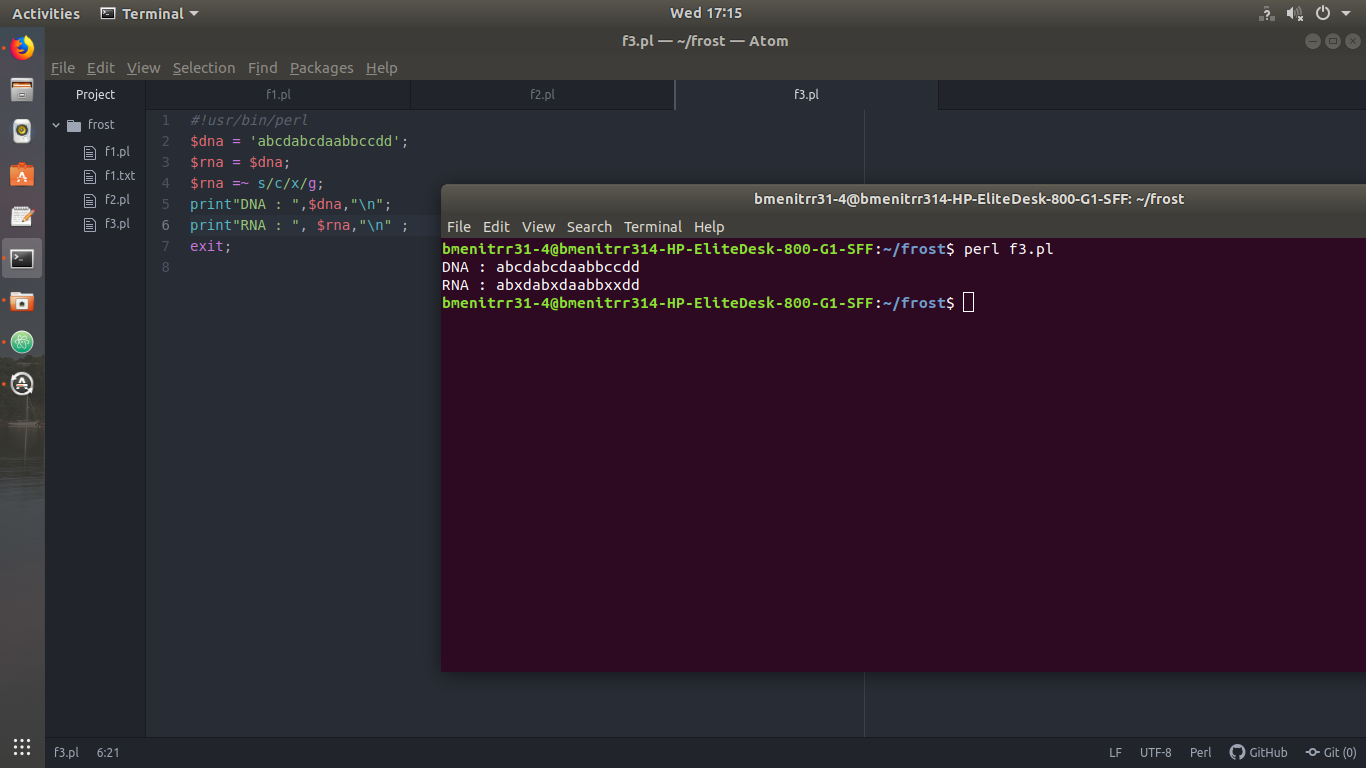 Activities Terminal Wed 17:15
f3.pl — ~/frost — Atom
File Edit View Selection Find Packages Help
Project f1.pl f2.pl f3.pl
frost
f1.pl
f1.txt
f2.pl
f3.pl
1 #!usr/bin/perl
2 $dna = 'abcdabcdaabbccdd';
3 $rna = $dna;
4 $rna =~ s/c/x/g;
5 print"DNA : ",$dna,"\n";
6 print"RNA : ", $rna,"\n" ;
7 exit;
8
bmenitrr31-4@bmenitrr314-HP-EliteDesk-800-G1-SFF: ~/frost
File Edit View Search Terminal Help
bmenitrr31-4@bmenitrr314-HP-EliteDesk-800-G1-SFF:~/frost$ perl f3.pl
DNA : abcdabcdaabbccdd
RNA : abxdabxdaabbxxdd
bmenitrr31-4@bmenitrr314-HP-EliteDesk-800-G1-SFF:~/frost$
f3.pl 6:21 LF UTF-8 Perl GitHub Git (0)